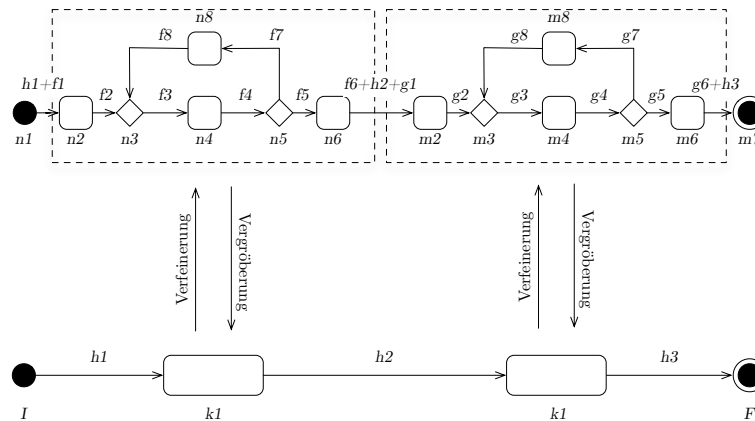 n8
m8
f8
f7
g8
g7
h1+f1
f2
f3
f4
f5
f6+h2+g1
g2
g3
g4
g5
g6+h3
n1
n2
n3
n4
n5
n6
m2
m3
m4
m5
m6
m7
Verfeinerung
Vergröberung
Verfeinerung
Vergröberung
h1
h2
h3
I
k1
k1
F